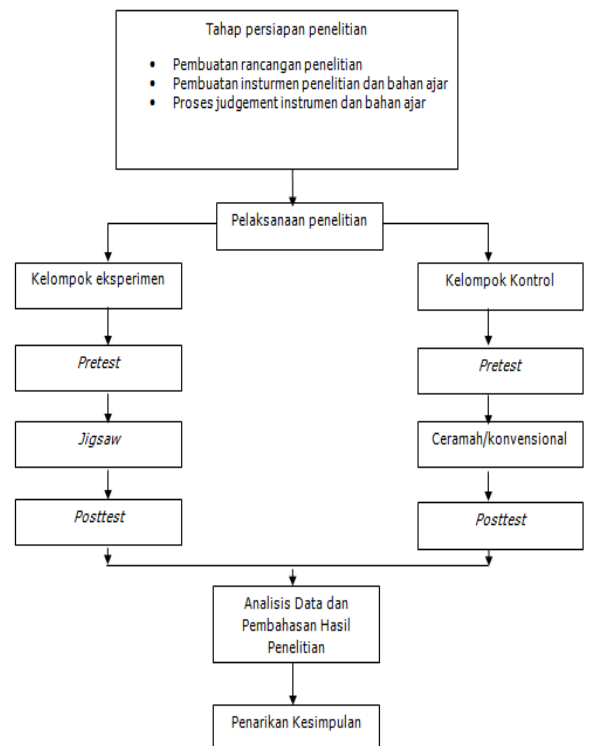 Tahap persiapan penelitian
• Pembuatan rancangan penelitian
• Pembuatan insturmen penelitian dan bahan ajar
• Proses judgement instrumen dan bahan ajar
Pelaksanaan penelitian
Kelompok eksperimen
Kelompok Kontrol
Pretest
Pretest
Jigsaw
Ceramah/konvensional
Posttest
Posttest
Analisis Data dan
Pembahasan Hasil
Penelitian
Penarikan Kesimpulan